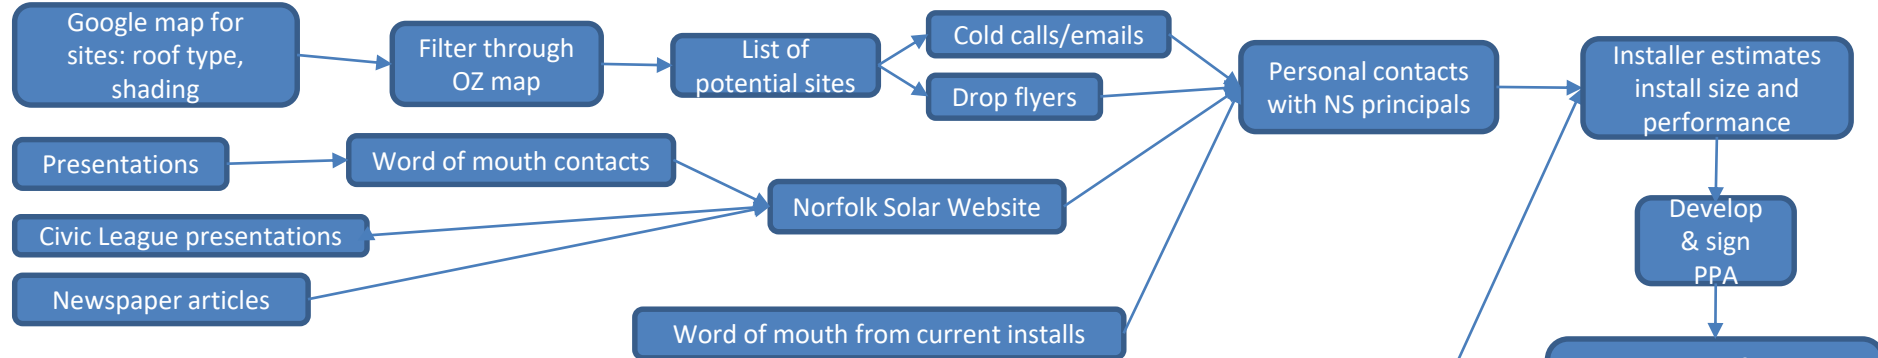 Google map for
sites: roof type,
shading
Filter through
OZ map
List of
potential sites
Cold calls/emails
Drop flyers
Personal contacts
with NS principals
Installer estimates
install size and
performance
Presentations
Word of mouth contacts
Norfolk Solar Website
Civic League presentations
Newspaper articles
Word of mouth from current installs
Develop
& sign
PPA